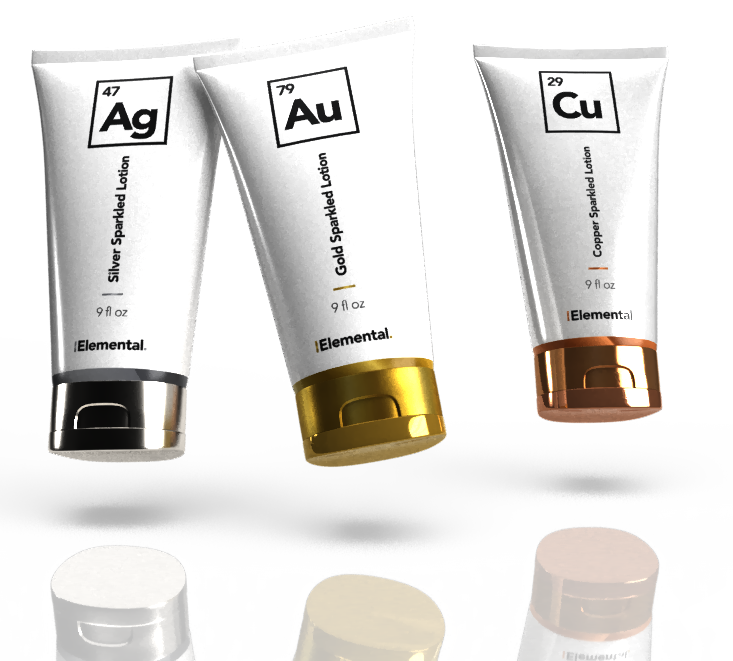 47
Ag
Silver Sparkled Lotion
9 fl oz
Elemental.
79
Au
Gold Sparkled Lotion
9 fl oz
Elemental.
29
Cu
Copper Sparkled Lotion
9 fl oz
Elemental